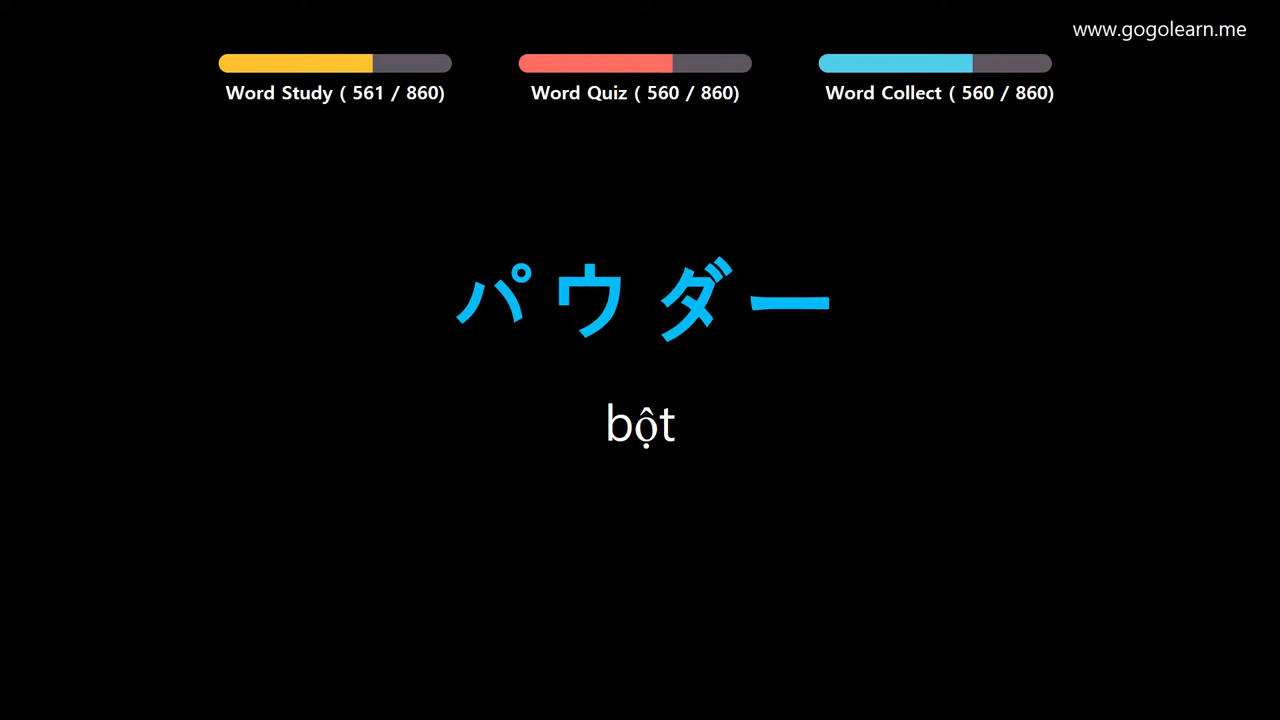 www.gogolearn.me
Word Study ( 561 / 860)
Word Quiz ( 560 / 860)
Word Collect ( 560 / 860)
パウダー
bột